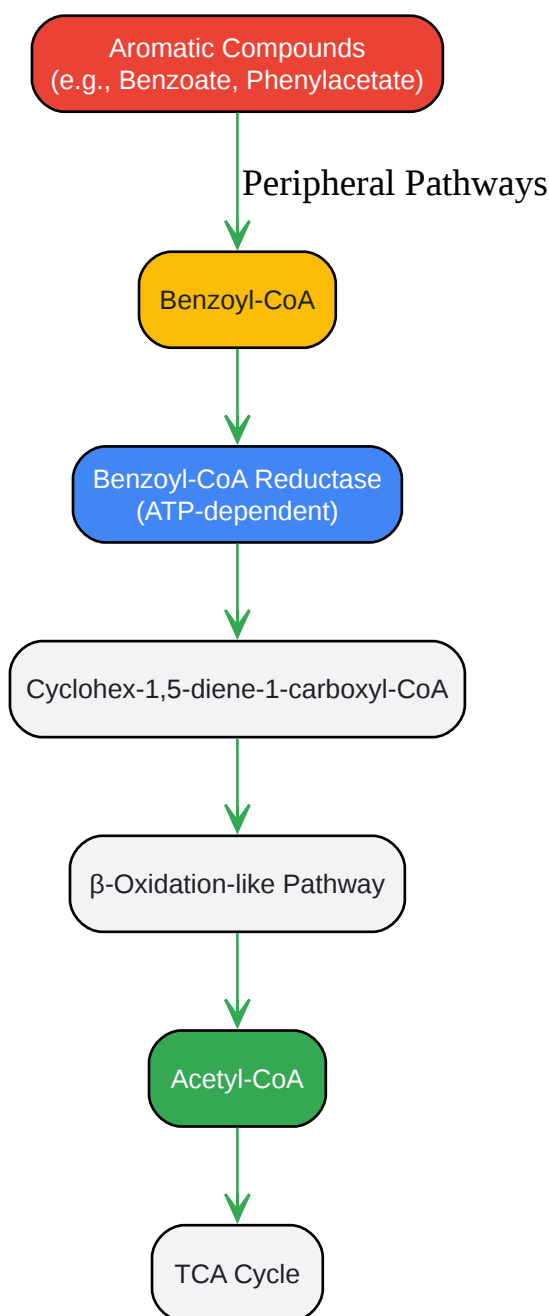 Aromatic Compounds
(e.g., Benzoate, Phenylacetate)
Peripheral Pathways
Benzoyl-CoA
Benzoyl-CoA Reductase
(ATP-dependent)
Cyclohex-1,5-diene-1-carboxyl-CoA
β-Oxidation-like Pathway
Acetyl-CoA
TCA Cycle